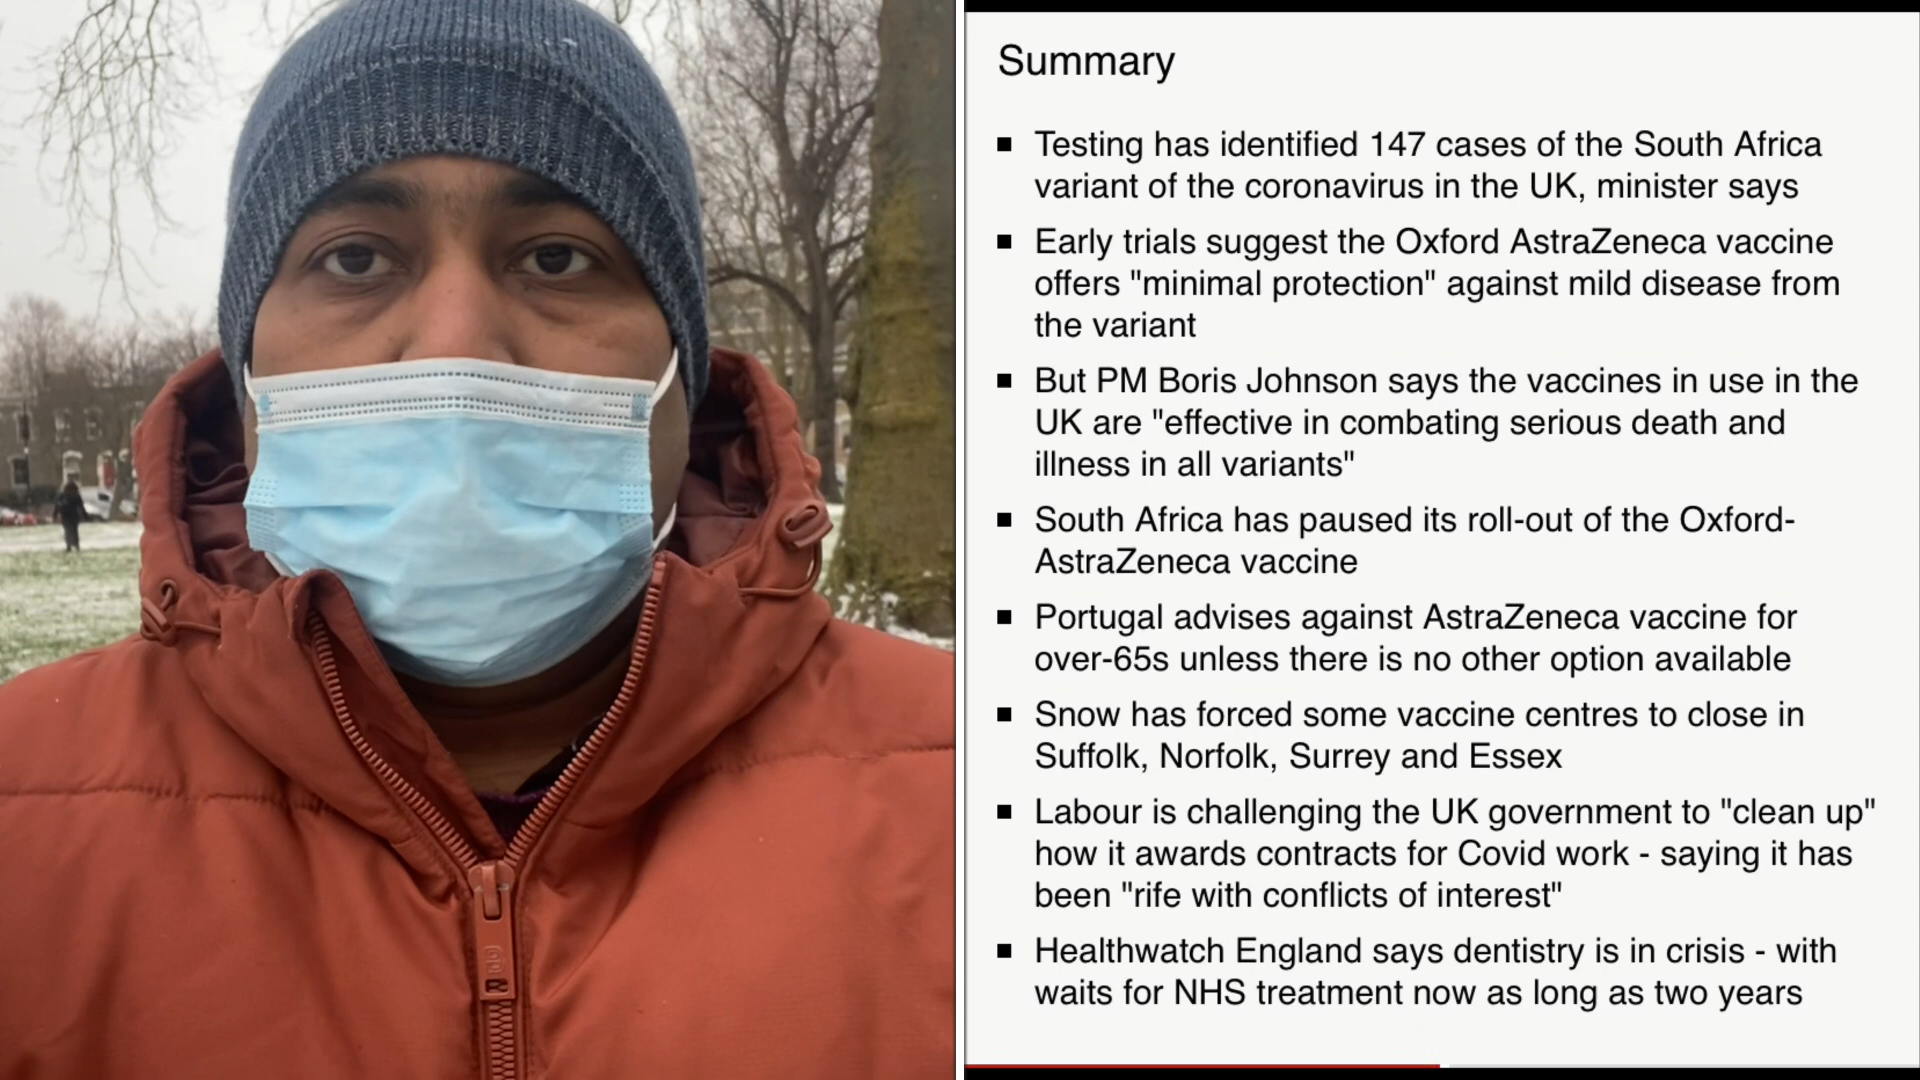 Summary
Testing has identified 147 cases of the South Africa
variant of the coronavirus in the UK, minister says
Early trials suggest the Oxford AstraZeneca vaccine
offers "minimal protection" against mild disease from
the variant
But PM Boris Johnson says the vaccines in use in the
UK are "effective in combating serious death and
illness in all variants"
South Africa has paused its roll-out of the Oxford-
AstraZeneca vaccine
Portugal advises against AstraZeneca vaccine for
over-65s unless there is no other option available
Snow has forced some vaccine centres to close in
Suffolk, Norfolk, Surrey and Essex
Labour is challenging the UK government to "clean up"
how it awards contracts for Covid work - saying it has
been "rife with conflicts of interest"
Healthwatch England says dentistry is in crisis - with
waits for NHS treatment now as long as two years